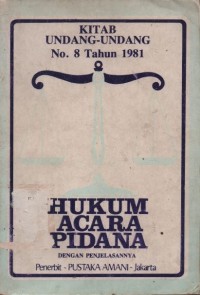 KITAB
UNDANG-UNDANG
No. 8 Tahun 1981
HUKUM
ACARA
PIDANA
DENGAN PENJELASANNYA
Penerbit - PUSTAKA AMANI - Jakarta